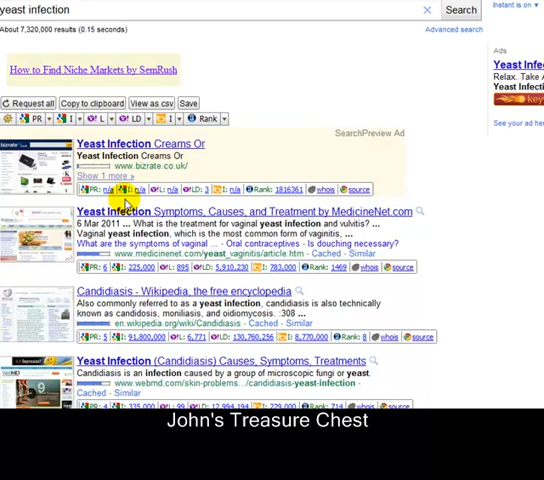 yeast infection
Search
Instant is on
About 7,320,000 results (0.15 seconds)
Advanced search
How to Find Niche Markets by SemRush
Ads
Yeast Infe
Relax. Take
Yeast Infect
key
See your ad here
Request all Copy to clipboard View as csv Save
PR I L LD I Rank
SearchPreview Ad
Yeast Infection Creams Or
Yeast Infection Creams Or
www.bizrate.co.uk/
Show 1 more »
PR: n/a I: n/a L: n/a LD: 3 I: n/a Rank: 1816361 whois source
Yeast Infection Symptoms, Causes, and Treatment by MedicineNet.com
6 Mar 2011 ... What is the treatment for vaginal yeast infection and vulvitis? ...
Vaginal yeast infection, which is the most common form of vaginitis, ...
What are the symptoms of vaginal ... - Oral contraceptives - Is douching necessary?
www.medicinenet.com/yeast_vaginitis/article.htm - Cached - Similar
PR: 6 I: 225,000 L: 895 LD: 5,910,230 I: 783,000 Rank: 1469 whois source
Candidiasis - Wikipedia, the free encyclopedia
Also commonly referred to as a yeast infection, candidiasis is also technically
known as candidosis, moniliasis, and oidiomycosis. :308 ...
en.wikipedia.org/wiki/Candidiasis - Cached - Similar
PR: 5 I: 91,800,000 L: 6,771 LD: 130,760,256 I: 8,770,000 Rank: 8 whois source
Yeast Infection (Candidiasis) Causes, Symptoms, Treatments
Candidiasis is an infection caused by a group of microscopic fungi or yeast.
www.webmd.com/skin-problems.../candidiasis-yeast-infection -
Cached - Similar
PR: 4 I: 335,000 L: 99 LD: 12,994,194 I: 229,000 Rank: 714 whois source
John's Treasure Chest